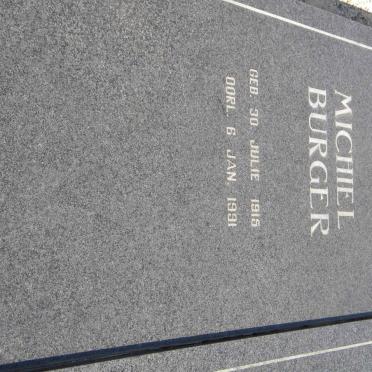 MICHIEL
BURGER
GEB. 30. JULIE 1915
OORL. 6 JAN. 1991